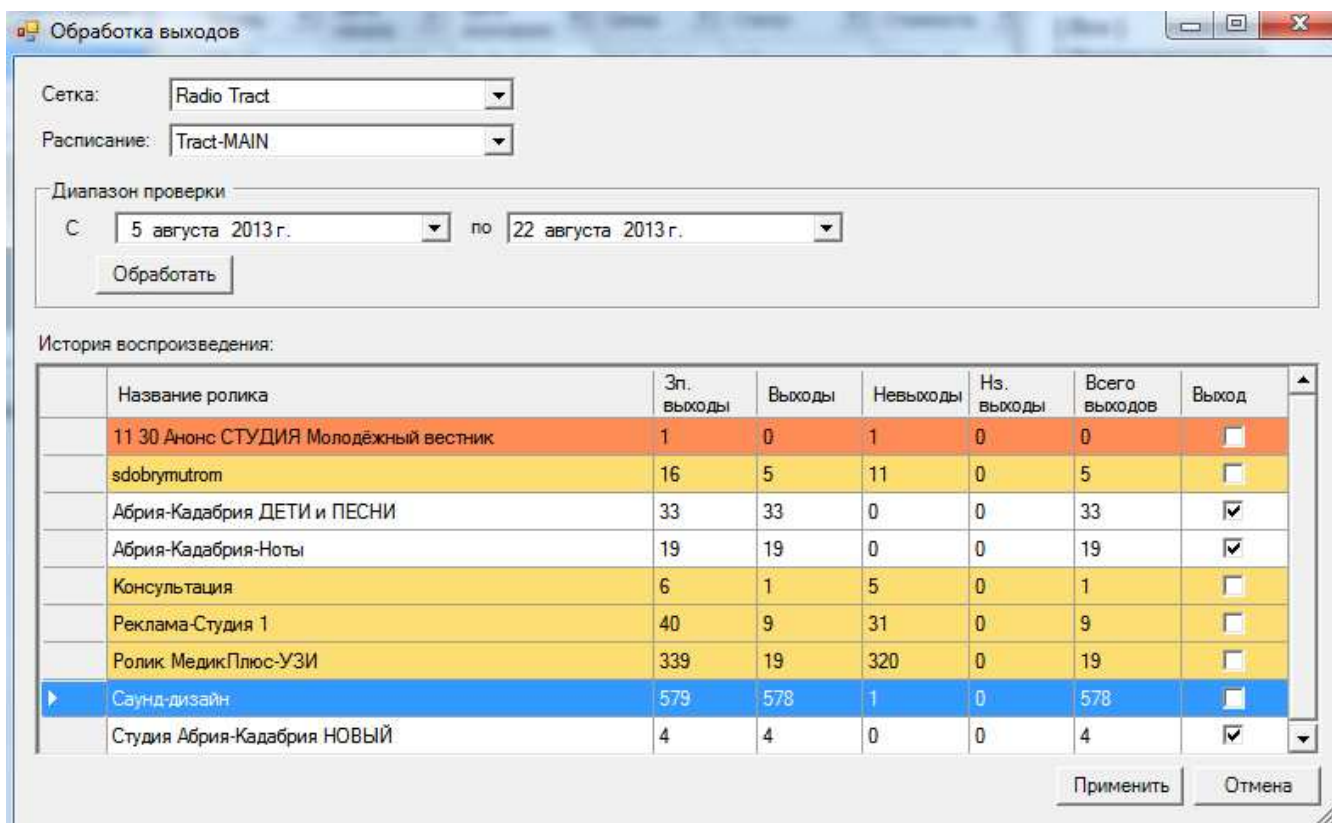 Обработка выходов
Сетка: Radio Tract
Расписание: Tract-MAIN
Диапазон проверки
С 5 августа 2013 г. по 22 августа 2013 г.
Обработать
История воспроизведения:
Название ролика Зп. выходы Выходы Невыходы Нз. выходы Всего выходов Выход
11 30 Анонс СТУДИЯ Молодёжный вестник 1 0 1 0 0
sdobrymutrom 16 5 11 0 5
Абрия-Кадабрия ДЕТИ и ПЕСНИ 33 33 0 0 33
Абрия-Кадабрия-Ноты 19 19 0 0 19
Консультация 6 1 5 0 1
Реклама-Студия 1 40 9 31 0 9
Ролик МедикПлюс-УЗИ 339 19 320 0 19
Саунд-дизайн 579 578 1 0 578
Студия Абрия-Кадабрия НОВЫЙ 4 4 0 0 4
Применить Отмена